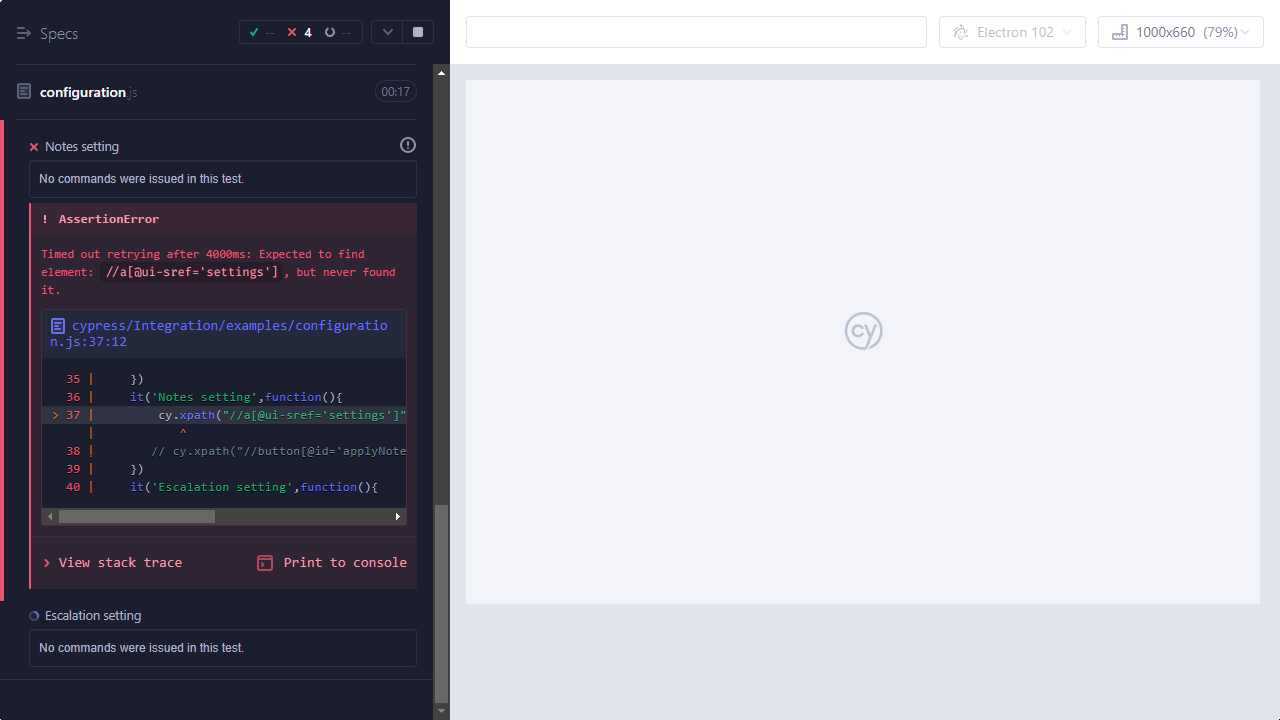 Specs
-- 4 --
configuration.js
00:17
Notes setting
No commands were issued in this test.
! AssertionError
Timed out retrying after 4000ms: Expected to find
element: //a[@ui-sref='settings'], but never found
it.
cypress/Integration/examples/configuratio
n.js:37:12
35 |     })
36 |     it('Notes setting',function(){
> 37 |         cy.xpath("//a[@ui-sref='settings']"
|            ^
38 |        // cy.xpath("//button[@id='applyNote
39 |     })
40 |     it('Escalation setting',function(){
View stack trace
Print to console
Escalation setting
No commands were issued in this test.
Electron 102
1000x660 (79%)
cy